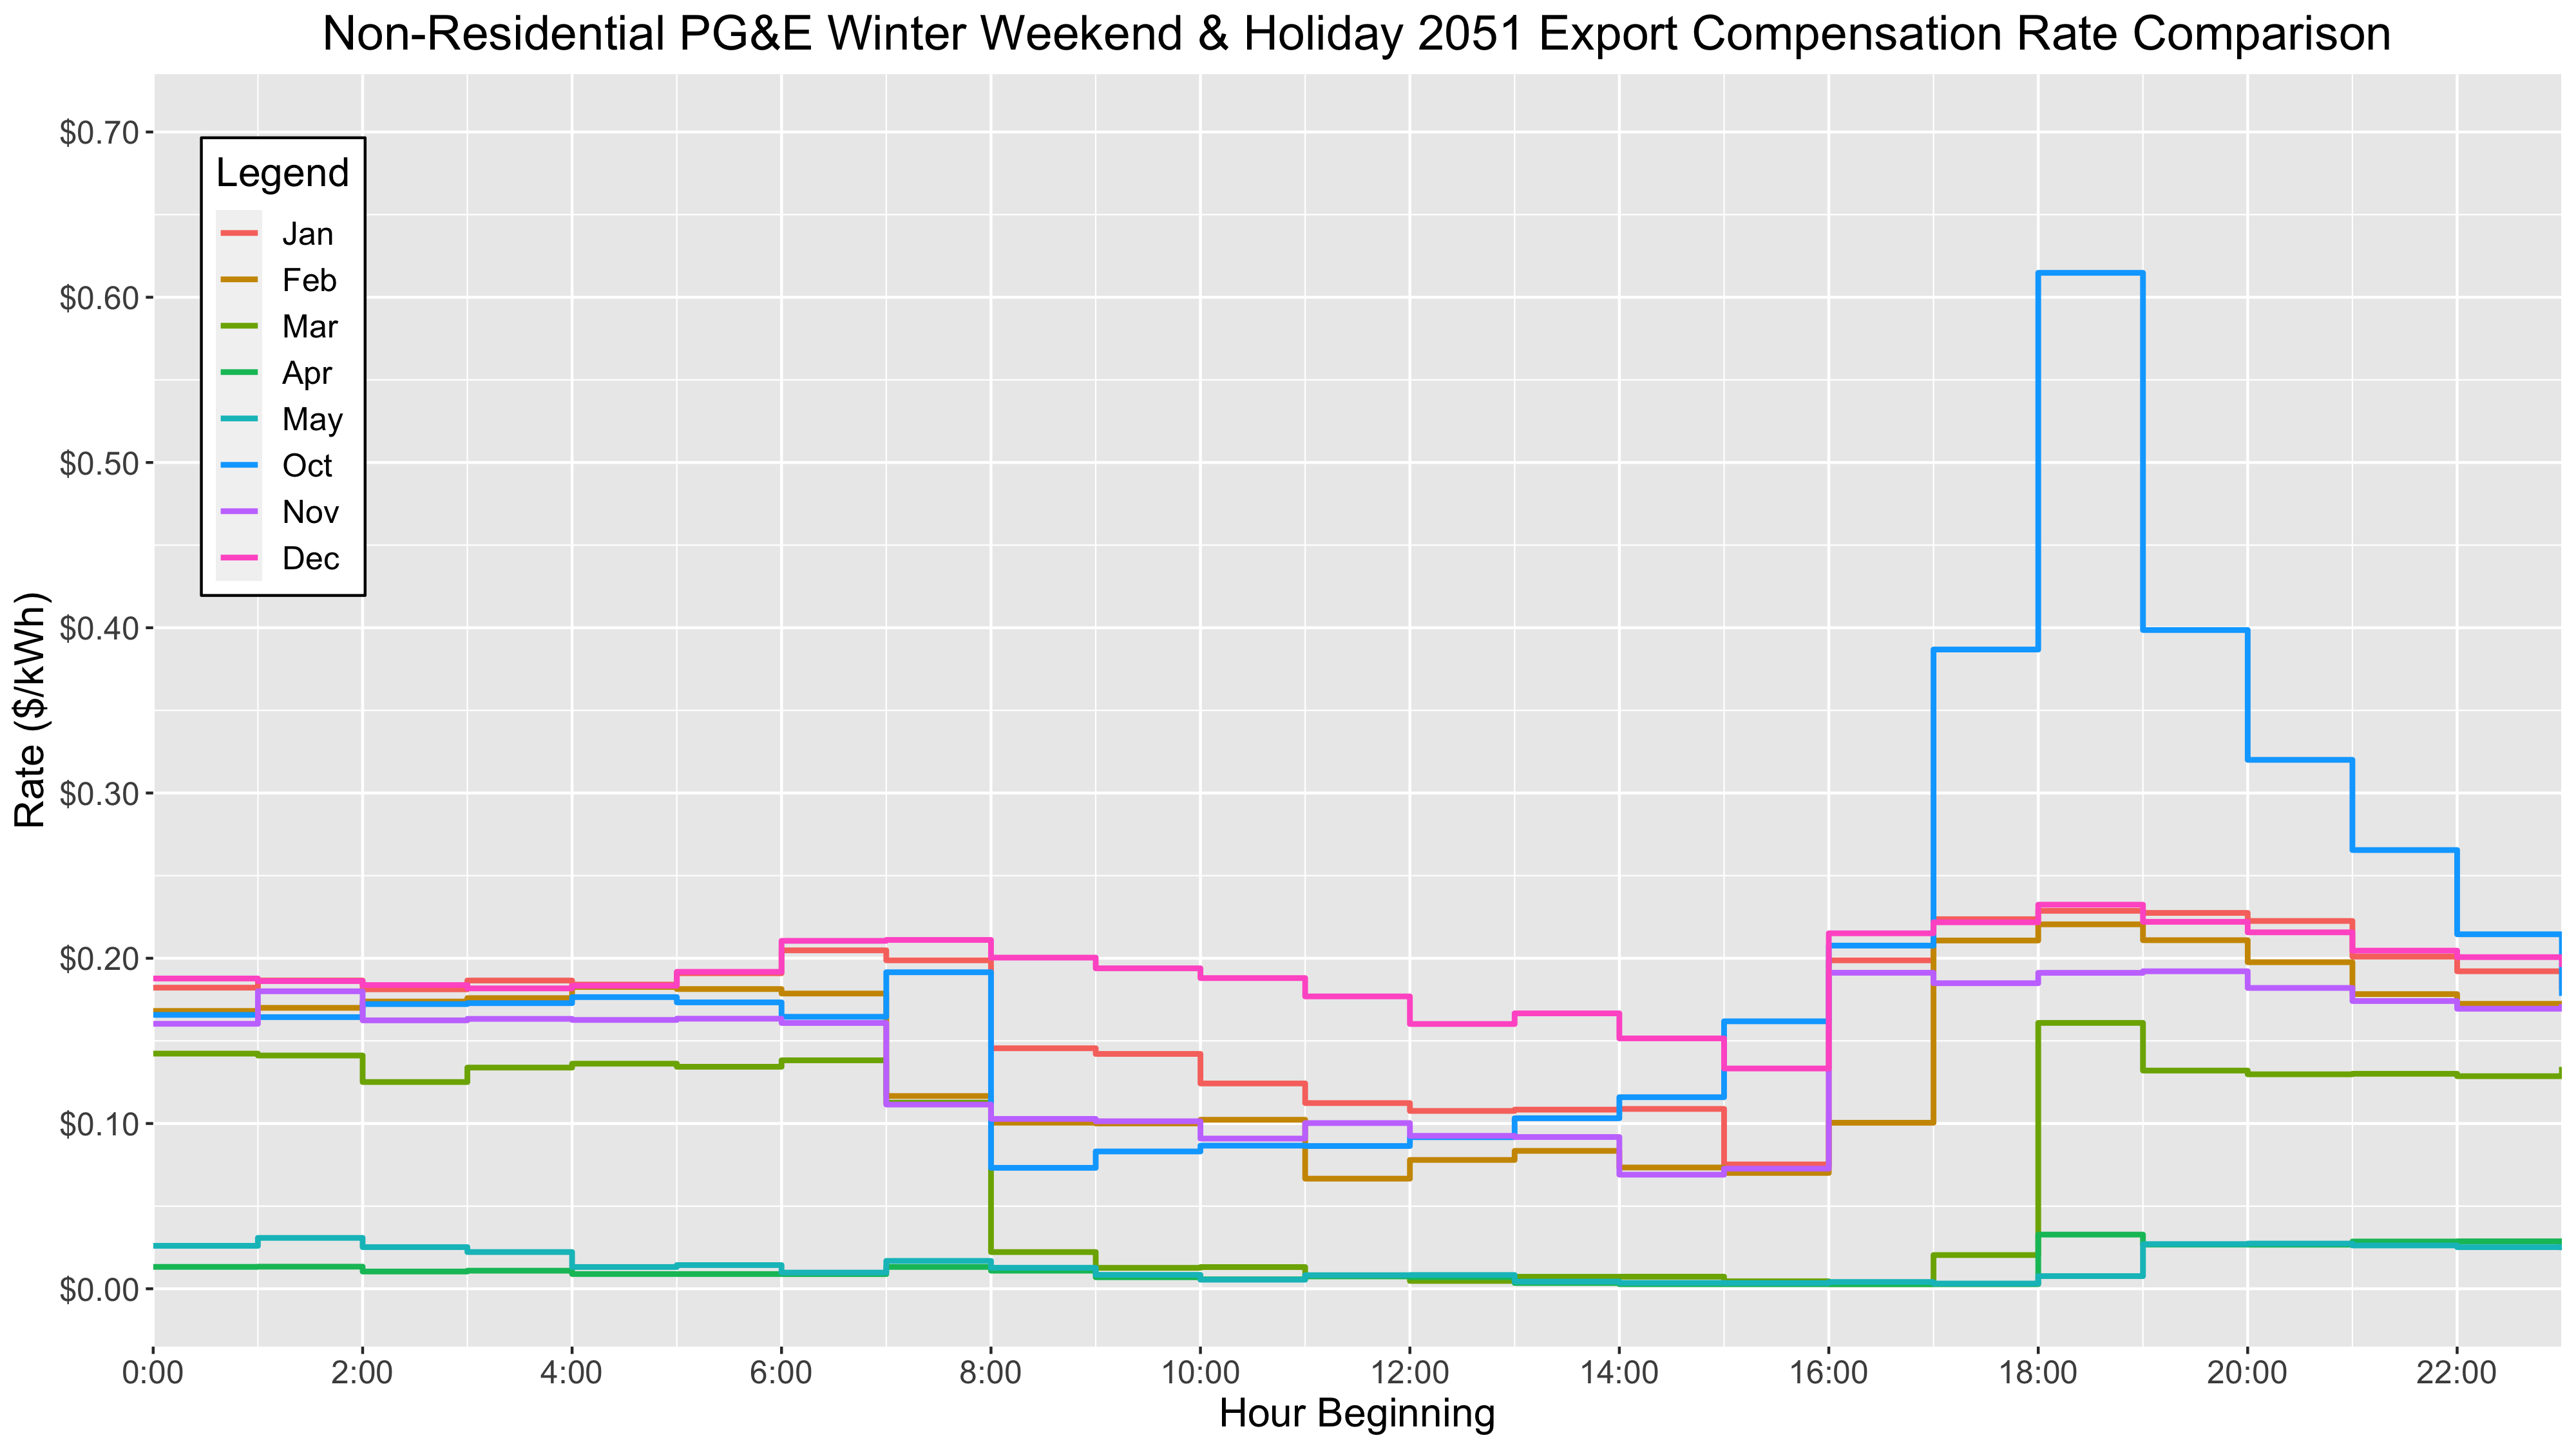 Non-Residential PG&E Winter Weekend & Holiday 2051 Export Compensation Rate Comparison
$0.70
$0.60
$0.50
$0.40
$0.30
$0.20
$0.10
$0.00
Rate ($/kWh)
Legend
Jan
Feb
Mar
Apr
May
Oct
Nov
Dec
0:00 2:00 4:00 6:00 8:00 10:00 12:00 14:00 16:00 18:00 20:00 22:00
Hour Beginning